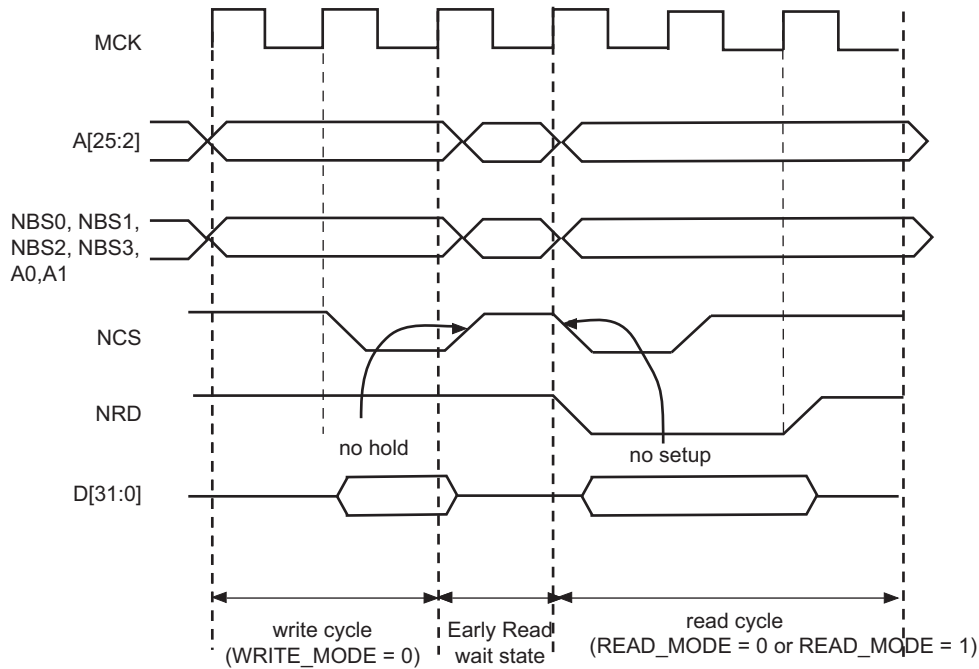 MCK
A[25:2]
NBS0, NBS1,
NBS2, NBS3,
A0,A1
NCS
NRD
no hold
no setup
D[31:0]
write cycle
(WRITE_MODE = 0)
Early Read
wait state
read cycle
(READ_MODE = 0 or READ_MODE = 1)